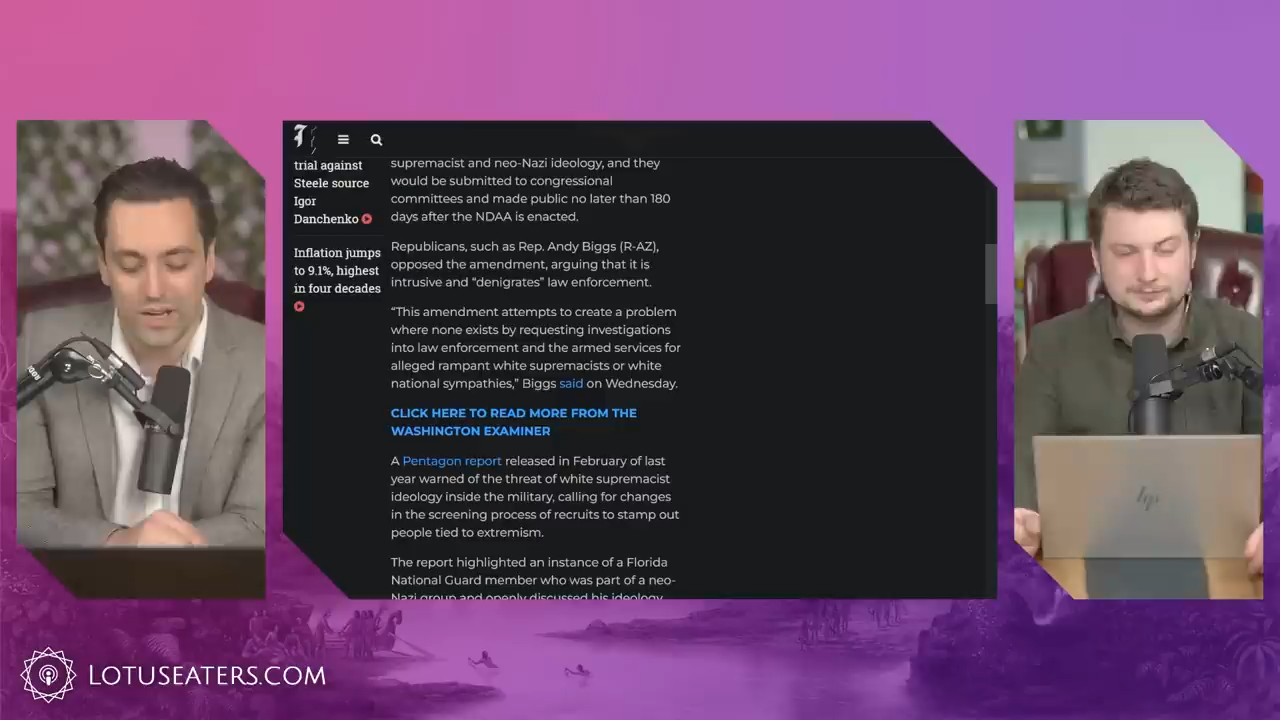 trial against
Steele source
Igor
Danchenko
Inflation jumps
to 9.1%, highest
in four decades
supremacist and neo-Nazi ideology, and they
would be submitted to congressional
committees and made public no later than 180
days after the NDAA is enacted.
Republicans, such as Rep. Andy Biggs (R-AZ),
opposed the amendment, arguing that it is
intrusive and “denigrates” law enforcement.
“This amendment attempts to create a problem
where none exists by requesting investigations
into law enforcement and the armed services for
alleged rampant white supremacists or white
national sympathies,” Biggs said on Wednesday.
CLICK HERE TO READ MORE FROM THE
WASHINGTON EXAMINER
A Pentagon report released in February of last
year warned of the threat of white supremacist
ideology inside the military, calling for changes
in the screening process of recruits to stamp out
people tied to extremism.
The report highlighted an instance of a Florida
National Guard member who was part of a neo-
Nazi group and openly discussed his ideology
hp
LOTUSEATERS.COM